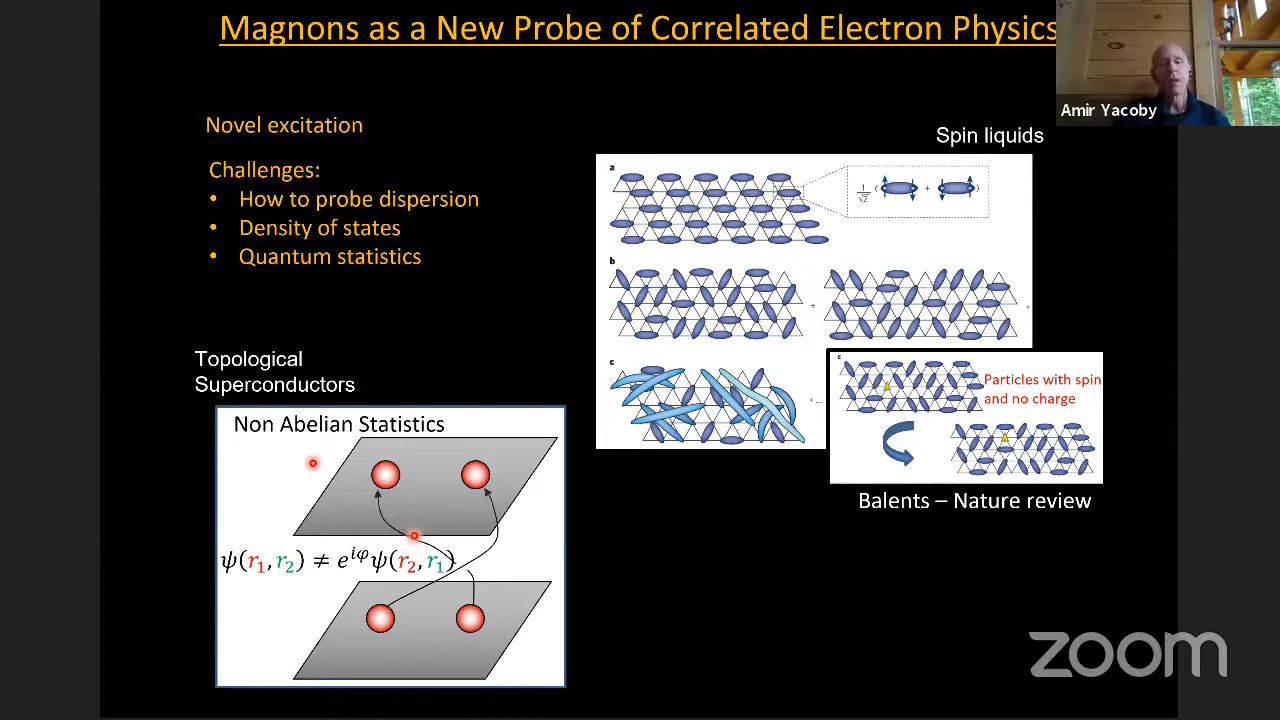 Magnons as a New Probe of Correlated Electron Physics
Amir Yacoby
Novel excitation
Challenges:
• How to probe dispersion
• Density of states
• Quantum statistics
Spin liquids
a
1
√2
( + )
b
+
+
c
+ ...
c
Particles with spin
and no charge
Balents – Nature review
Topological
Superconductors
Non Abelian Statistics
ψ(r₁, r₂) ≠ e^{iφ} ψ(r₂, r₁)
zoom